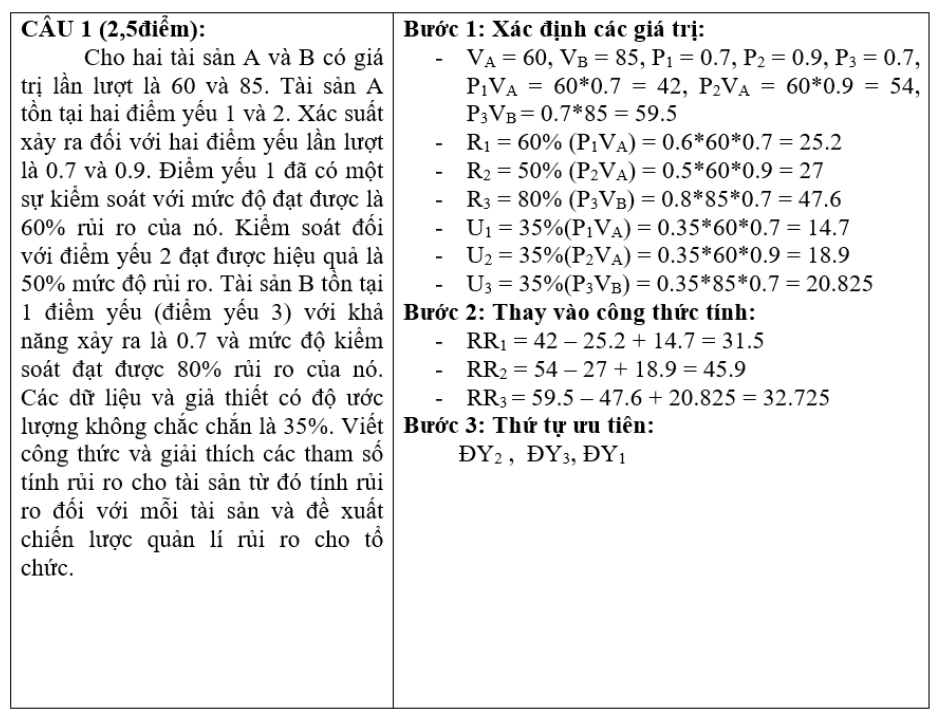 CÂU 1 (2,5điểm):
Cho hai tài sản A và B có giá
trị lần lượt là 60 và 85. Tài sản A
tồn tại hai điểm yếu 1 và 2. Xác suất
xảy ra đối với hai điểm yếu lần lượt
là 0.7 và 0.9. Điểm yếu 1 đã có một
sự kiểm soát với mức độ đạt được là
60% rủi ro của nó. Kiểm soát đối
với điểm yếu 2 đạt được hiệu quả là
50% mức độ rủi ro. Tài sản B tồn tại
1 điểm yếu (điểm yếu 3) với khả
năng xảy ra là 0.7 và mức độ kiểm
soát đạt được 80% rủi ro của nó.
Các dữ liệu và giả thiết có độ ước
lượng không chắc chắn là 35%. Viết
công thức và giải thích các tham số
tính rủi ro cho tài sản từ đó tính rủi
ro đối với mỗi tài sản và đề xuất
chiến lược quản lí rủi ro cho tổ
chức.
Bước 1: Xác định các giá trị:
- V_A = 60, V_B = 85, P₁ = 0.7, P₂ = 0.9, P₃ = 0.7,
P₁V_A = 60*0.7 = 42, P₂V_A = 60*0.9 = 54,
P₃V_B = 0.7*85 = 59.5
- R₁ = 60% (P₁V_A) = 0.6*60*0.7 = 25.2
- R₂ = 50% (P₂V_A) = 0.5*60*0.9 = 27
- R₃ = 80% (P₃V_B) = 0.8*85*0.7 = 47.6
- U₁ = 35%(P₁V_A) = 0.35*60*0.7 = 14.7
- U₂ = 35%(P₂V_A) = 0.35*60*0.9 = 18.9
- U₃ = 35%(P₃V_B) = 0.35*85*0.7 = 20.825
Bước 2: Thay vào công thức tính:
- RR₁ = 42 – 25.2 + 14.7 = 31.5
- RR₂ = 54 – 27 + 18.9 = 45.9
- RR₃ = 59.5 – 47.6 + 20.825 = 32.725
Bước 3: Thứ tự ưu tiên:
ĐY₂ , ĐY₃, ĐY₁